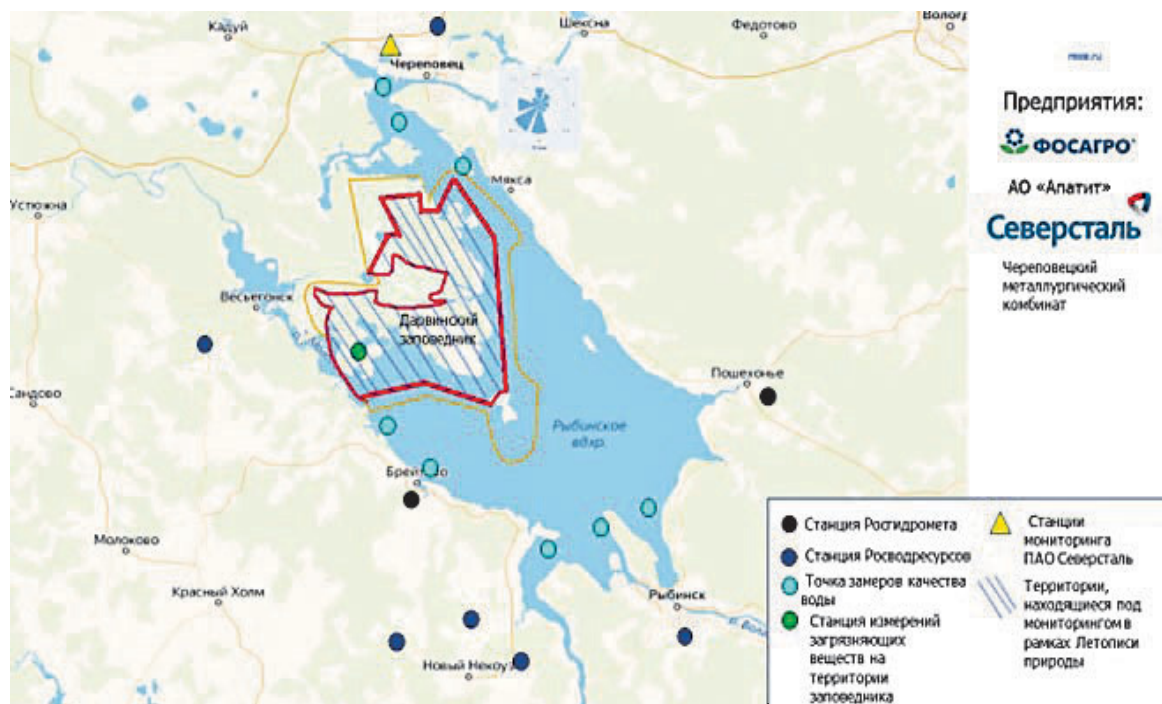 Кадуй
Шексна
Федотово
Волог
Череповец
Мякса
Устюжна
Весьегонск
Дарвинский
заповедник
Сандово
Пошехонье
Рыбинское
вдхр.
Молоково
Красный Холм
Рыбинск
Новый Некоуз
Предприятия:
ФОСАГРО®
АО «Апатит»
Северсталь
Череповецкий
металлургический
комбинат
Станция Росгидромета
Станция Росводресурсов
Точка замеров качества
воды
Станция измерений
загрязняющих
веществ на
территории
заповедника
Станции
мониторинга
ПАО Северсталь
Территории,
находящиеся под
мониторингом в
рамках Летописи
природы